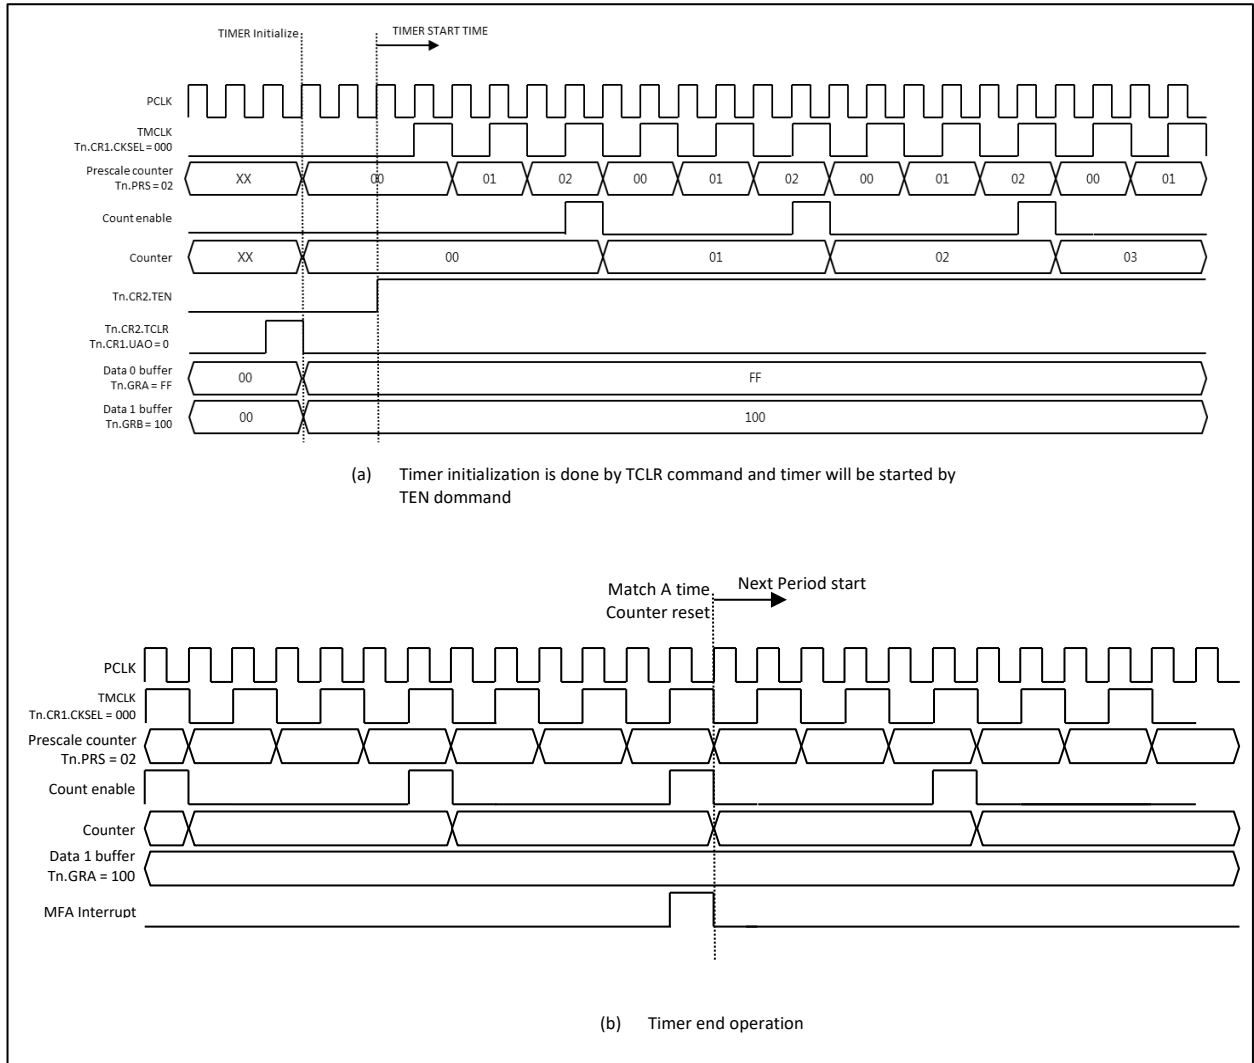 TIMER Initialize
TIMER START TIME
PCLK
TMCLK
Tn.CR1.CKSEL = 000
Prescale counter
Tn.PRS = 02
XX 00 01 02 00 01 02 00 01 02 00 01
Count enable
Counter
XX 00 01 02 03
Tn.CR2.TEN
Tn.CR2.TCLR
Tn.CR1.UAO = 0
Data 0 buffer
Tn.GRA = FF
00 FF
Data 1 buffer
Tn.GRB = 100
00 100
(a) Timer initialization is done by TCLR command and timer will be started by
TEN dommand
Match A time
Counter reset
Next Period start
PCLK
TMCLK
Tn.CR1.CKSEL = 000
Prescale counter
Tn.PRS = 02
Count enable
Counter
Data 1 buffer
Tn.GRA = 100
MFA Interrupt
(b) Timer end operation